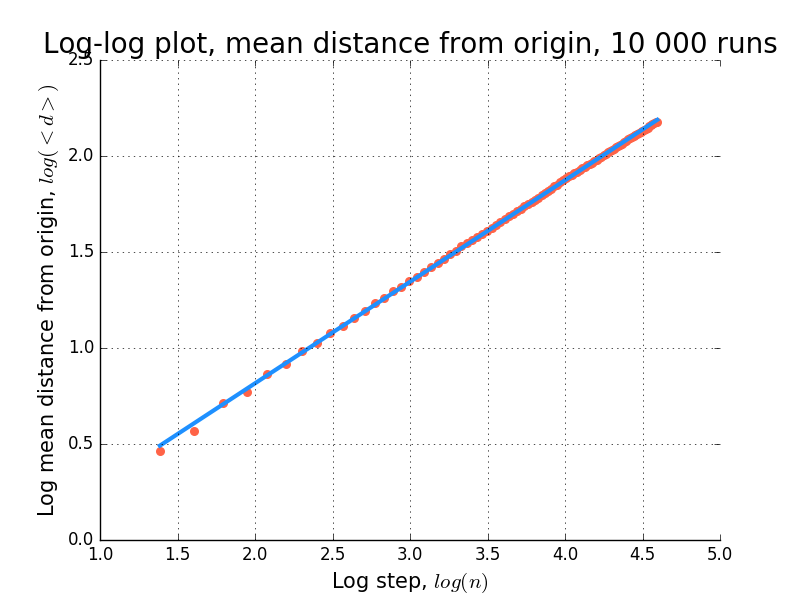 Log-log plot, mean distance from origin, 10 000 runs
Log mean distance from origin, log(< d >)
2.5
2.0
1.5
1.0
0.5
0.0
1.0 1.5 2.0 2.5 3.0 3.5 4.0 4.5 5.0
Log step, log(n)